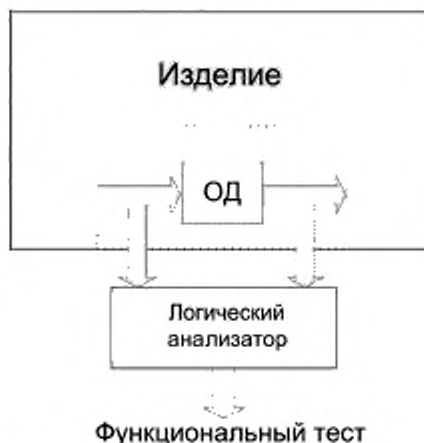 Изделие
ОД
Логический
анализатор
Функциональный тест